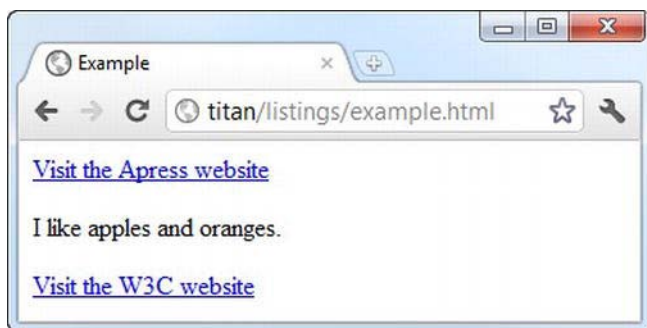 Example
titan/listings/example.html
Visit the Apress website
I like apples and oranges.
Visit the W3C website